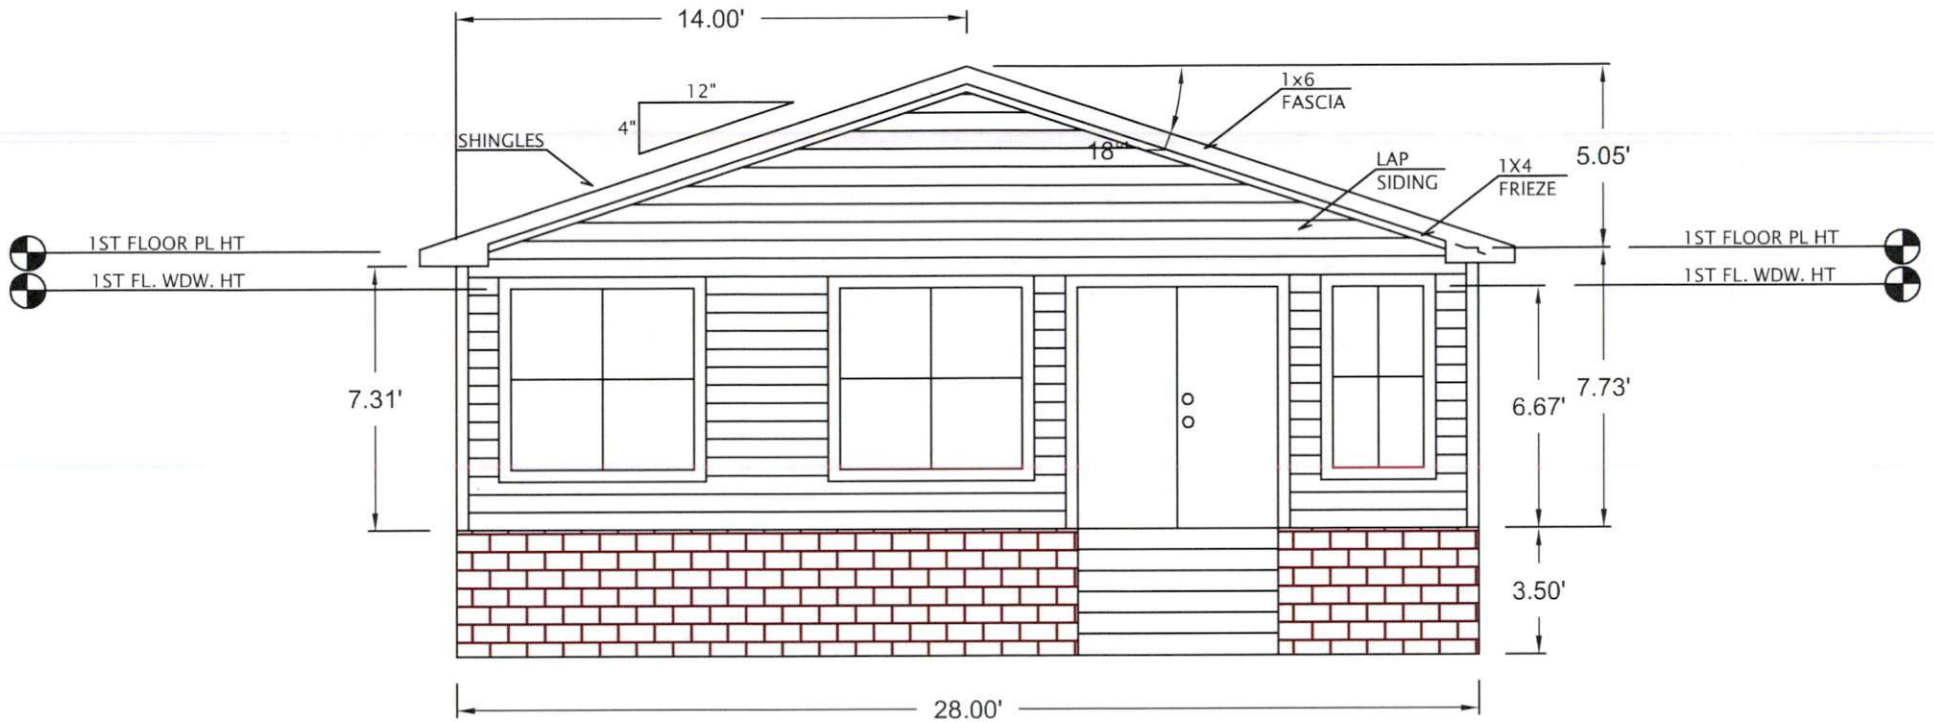 14.00'
12"
4"
SHINGLES
1x6
FASCIA
18°
5.05'
LAP
SIDING
1X4
FRIEZE
1ST FLOOR PL HT
1ST FL. WDW. HT
1ST FLOOR PL HT
1ST FL. WDW. HT
7.31'
6.67'
7.73'
3.50'
28.00'